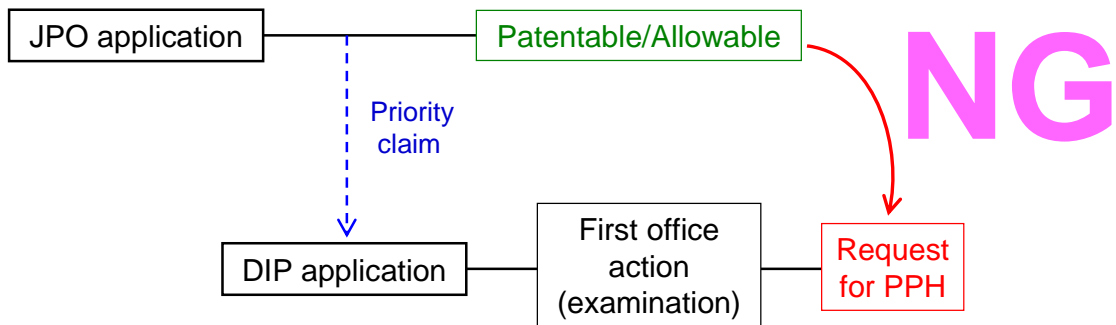 JPO application
Patentable/Allowable
NG
Priority
claim
DIP application
First office
action
(examination)
Request
for PPH